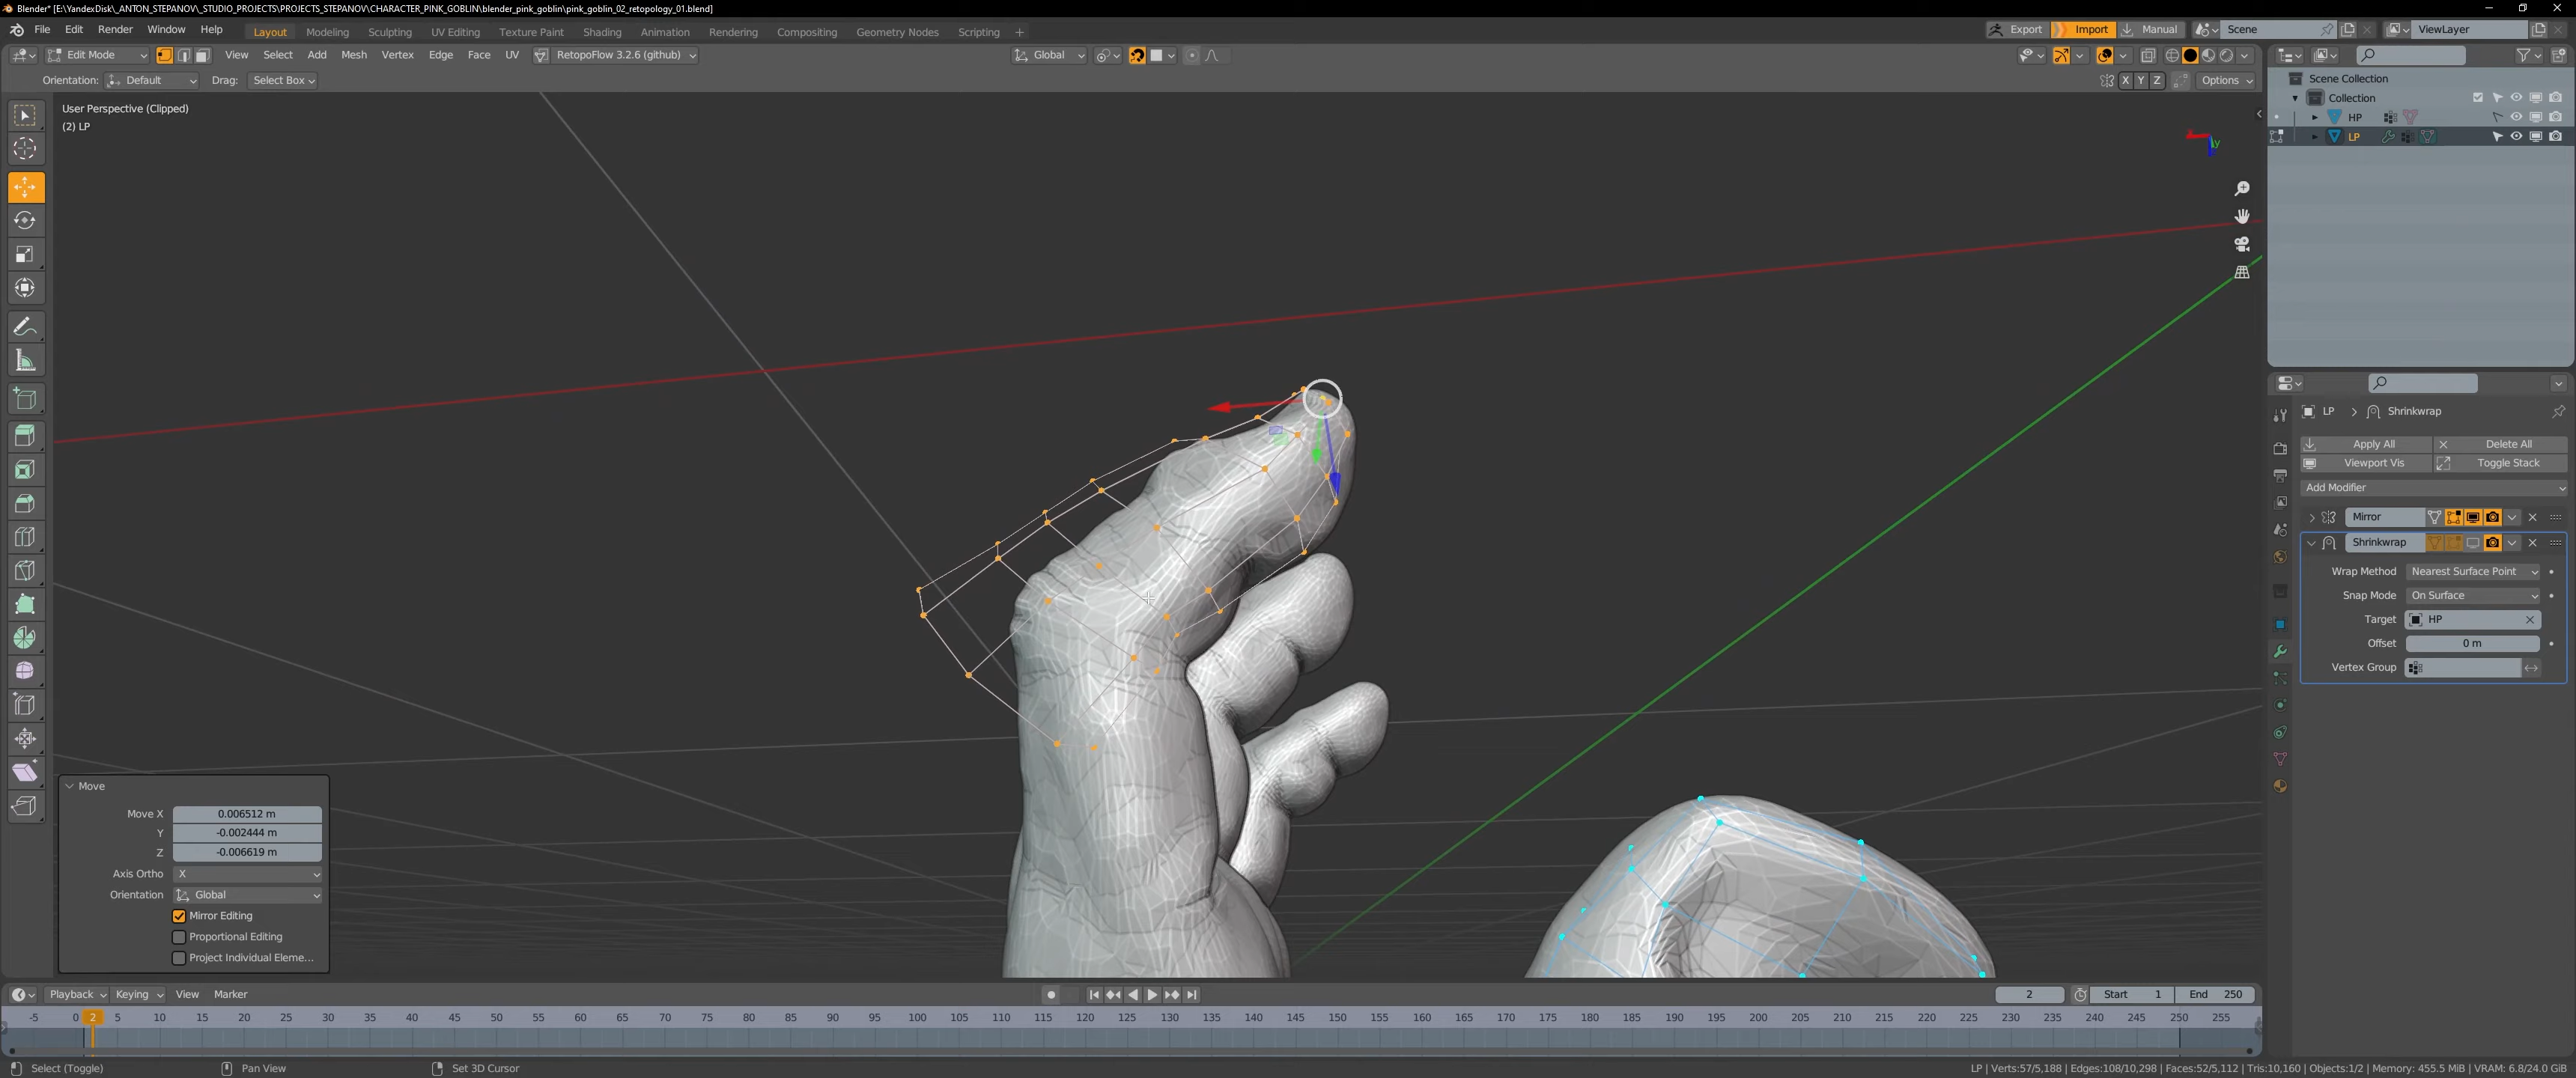 Blender* [E:\YandexDisk\_ANTON_STEPANOV\_STUDIO_PROJECTS\PROJECTS_STEPANOV\CHARACTER_PINK_GOBLIN\blender_pink_goblin\pink_goblin_02_retopology_01.blend]
File Edit Render Window Help Layout Modeling Sculpting UV Editing Texture Paint Shading Animation Rendering Compositing Geometry Nodes Scripting + Export Import Manual Scene ViewLayer
Edit Mode View Select Add Mesh Vertex Edge Face UV RetopoFlow 3.2.6 (github) Global
Orientation: Default Drag: Select Box X Y Z Options
User Perspective (Clipped)
(2) LP
Scene Collection
Collection
HP
LP
Y
LP > Shrinkwrap
Apply All Delete All
Viewport Vis Toggle Stack
Add Modifier
Mirror
Shrinkwrap
Wrap Method Nearest Surface Point
Snap Mode On Surface
Target HP
Offset 0 m
Vertex Group
Move
Move X 0.006512 m
Y -0.002444 m
Z -0.006619 m
Axis Ortho X
Orientation Global
Mirror Editing
Proportional Editing
Project Individual Eleme...
Playback Keying View Marker 2 Start 1 End 250
-5 0 2 5 10 15 20 25 30 35 40 45 50 55 60 65 70 75 80 85 90 95 100 105 110 115 120 125 130 135 140 145 150 155 160 165 170 175 180 185 190 195 200 205 210 215 220 225 230 235 240 245 250 255
Select (Toggle) Pan View Set 3D Cursor LP | Verts:57/5,188 | Edges:108/10,298 | Faces:52/5,112 | Tris:10,160 | Objects:1/2 | Memory: 455.5 MiB | VRAM: 6.8/24.0 GiB